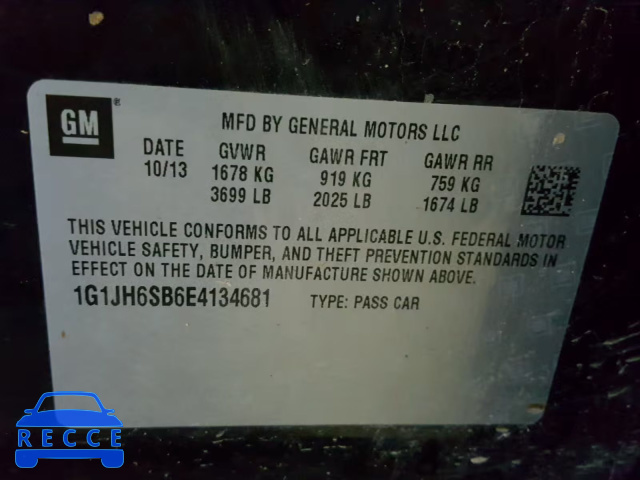 GM®
MFD BY GENERAL MOTORS LLC
DATE GVWR GAWR FRT GAWR RR
10/13 1678 KG 919 KG 759 KG
3699 LB 2025 LB 1674 LB
THIS VEHICLE CONFORMS TO ALL APPLICABLE U.S. FEDERAL MOTOR
VEHICLE SAFETY, BUMPER, AND THEFT PREVENTION STANDARDS IN
EFFECT ON THE DATE OF MANUFACTURE SHOWN ABOVE.
1G1JH6SB6E4134681 TYPE: PASS CAR
RECCE